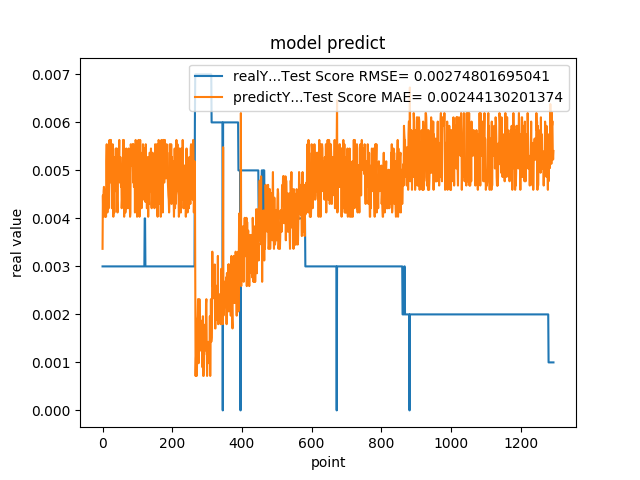 model predict
realY...Test Score RMSE= 0.00274801695041
predictY...Test Score MAE= 0.00244130201374
0.007
0.006
0.005
0.004
0.003
0.002
0.001
0.000
real value
0 200 400 600 800 1000 1200
point